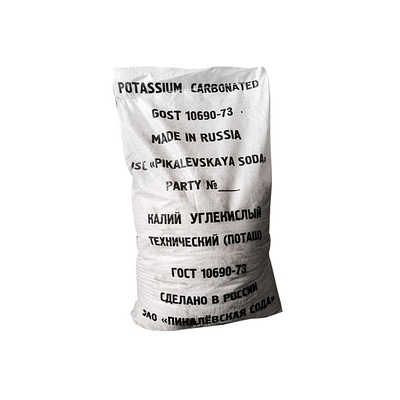 POTASSIUM CARBONATED
GOST 10690-73
MADE IN RUSSIA
JSC «PIKALEVSKAYA SODA»
PARTY №___
КАЛИЙ УГЛЕКИСЛЫЙ
ТЕХНИЧЕСКИЙ (ПОТАШ)
ГОСТ 10690-73
СДЕЛАНО В РОССИИ
ЗАО «ПИКАЛЁВСКАЯ СОДА»